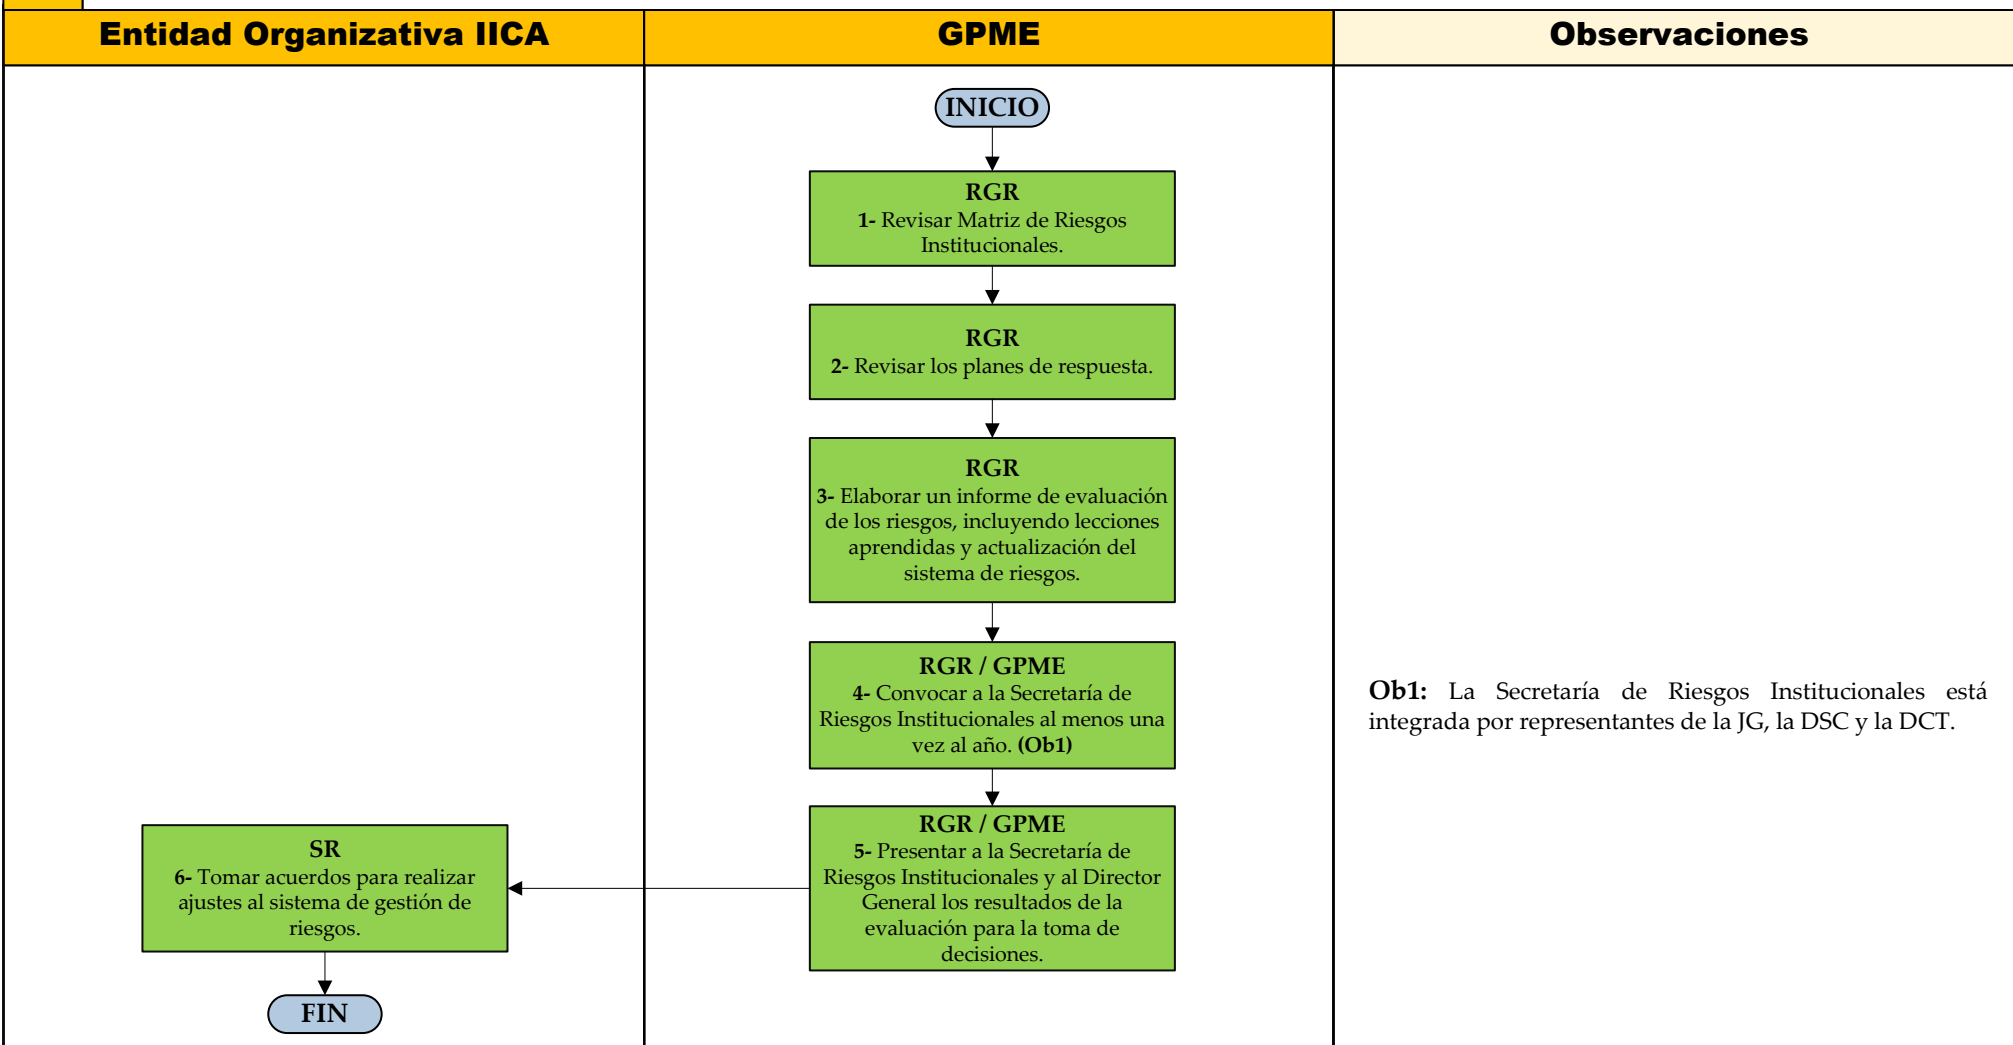 Entidad Organizativa IICA
GPME
Observaciones
INICIO
RGR
1- Revisar Matriz de Riesgos
Institucionales.
RGR
2- Revisar los planes de respuesta.
RGR
3- Elaborar un informe de evaluación
de los riesgos, incluyendo lecciones
aprendidas y actualización del
sistema de riesgos.
RGR / GPME
4- Convocar a la Secretaría de
Riesgos Institucionales al menos una
vez al año. (Ob1)
Ob1: La Secretaría de Riesgos Institucionales está
integrada por representantes de la JG, la DSC y la DCT.
RGR / GPME
5- Presentar a la Secretaría de
Riesgos Institucionales y al Director
General los resultados de la
evaluación para la toma de
decisiones.
SR
6- Tomar acuerdos para realizar
ajustes al sistema de gestión de
riesgos.
FIN